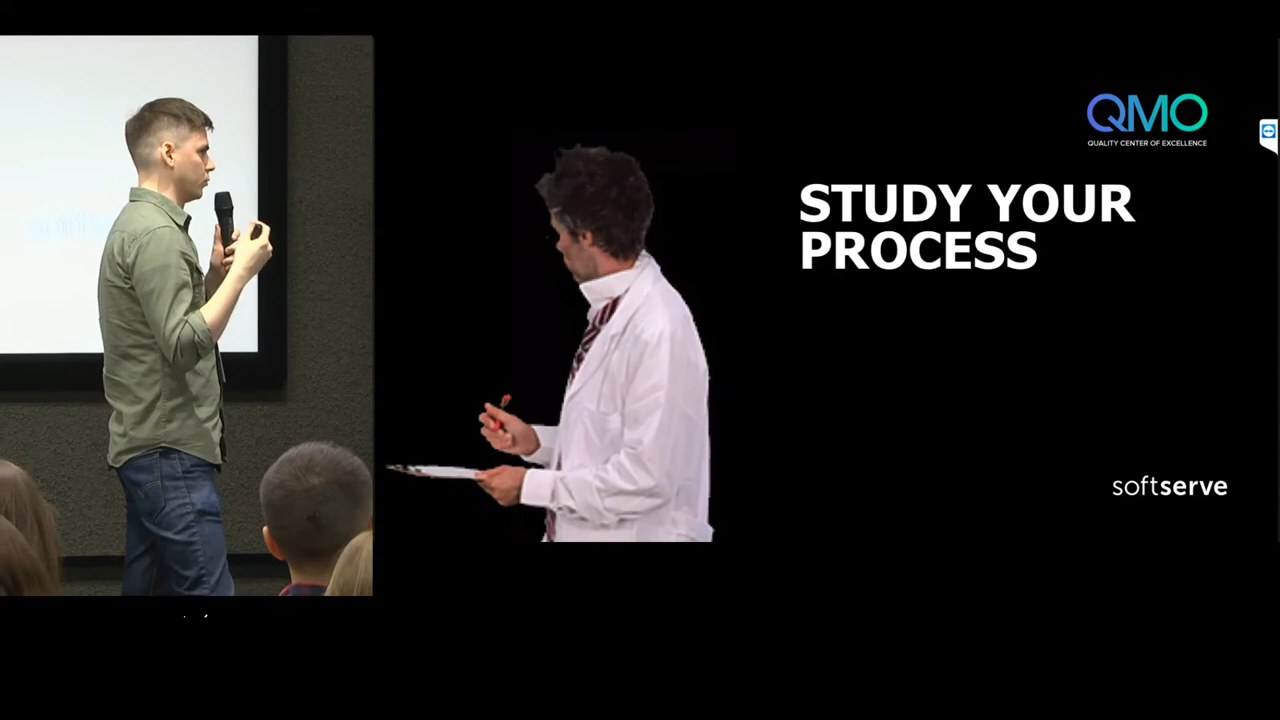 QMO
QUALITY CENTER OF EXCELLENCE
STUDY YOUR
PROCESS
softserve